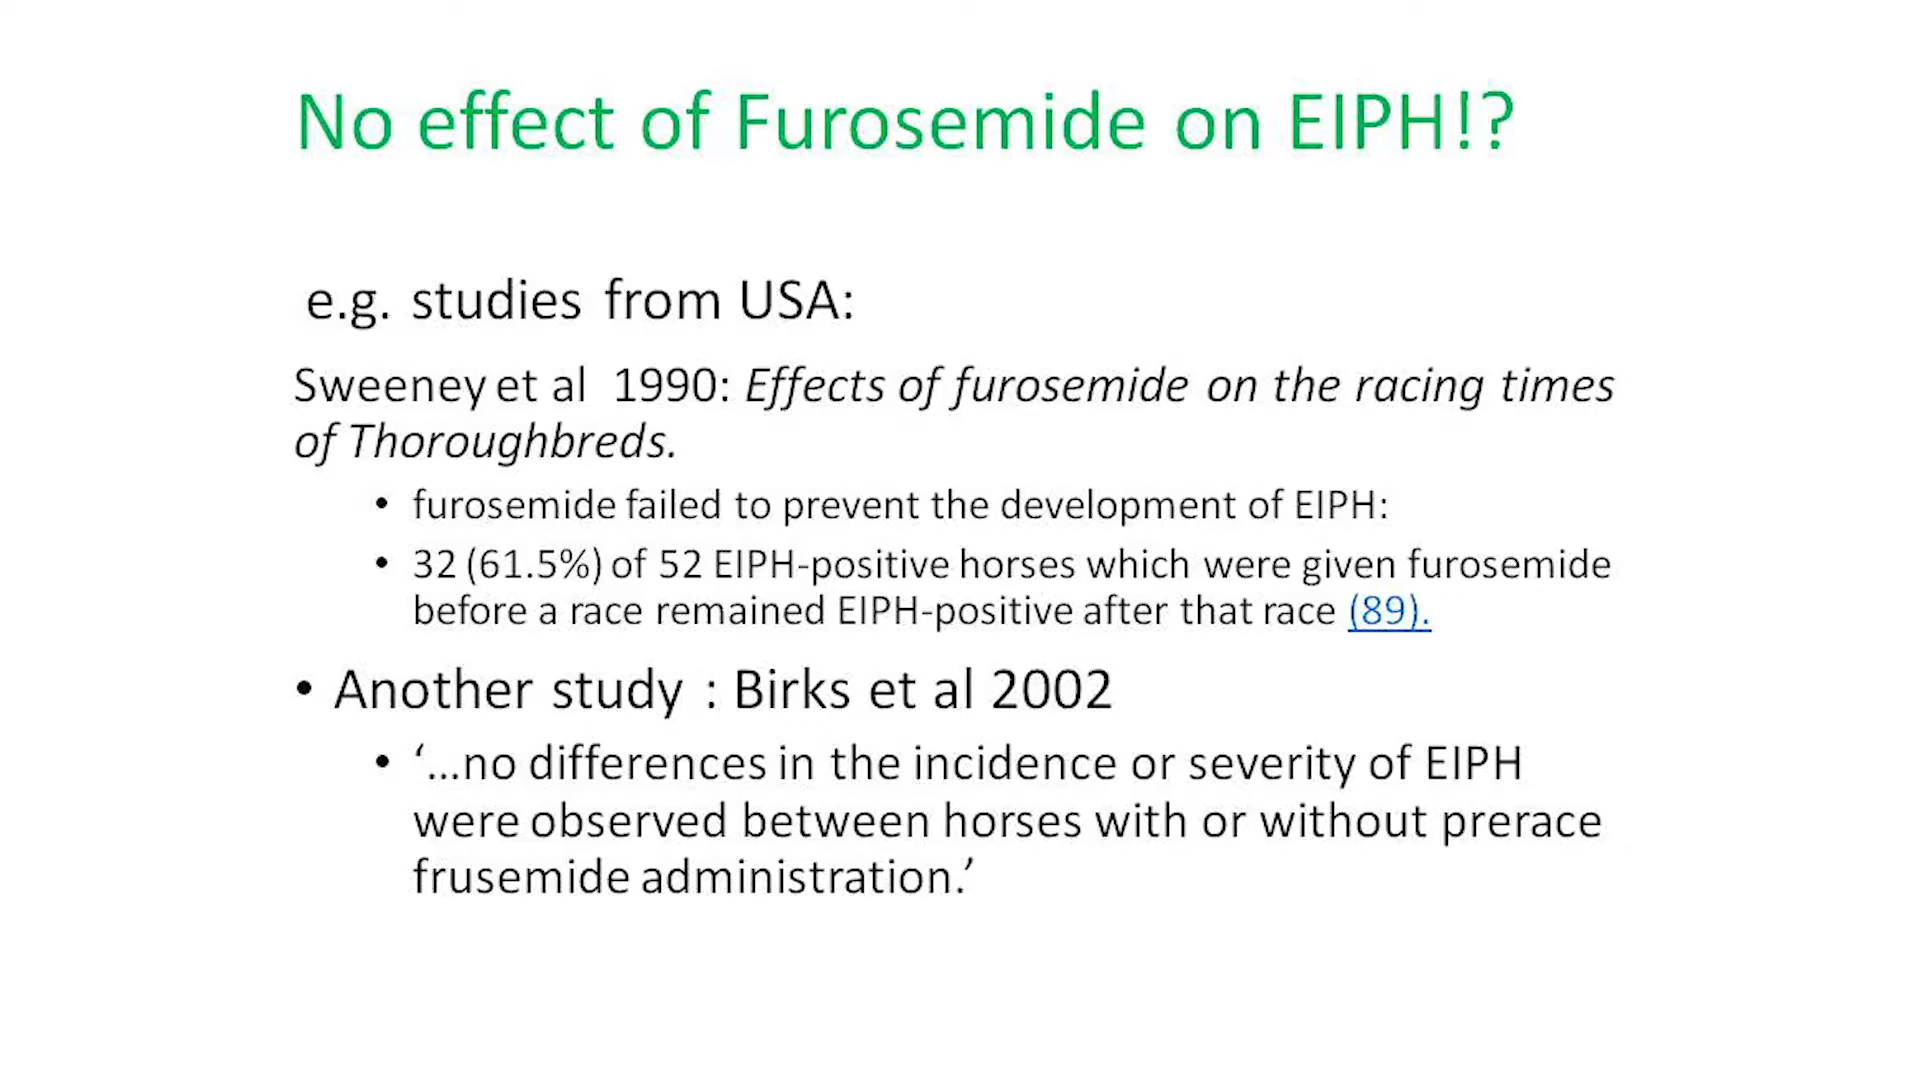 No effect of Furosemide on EIPH!?
e.g. studies from USA:
Sweeney et al 1990: Effects of furosemide on the racing times
of Thoroughbreds.
• furosemide failed to prevent the development of EIPH:
• 32 (61.5%) of 52 EIPH-positive horses which were given furosemide
before a race remained EIPH-positive after that race (89).
• Another study : Birks et al 2002
• ‘…no differences in the incidence or severity of EIPH
were observed between horses with or without prerace
frusemide administration.’